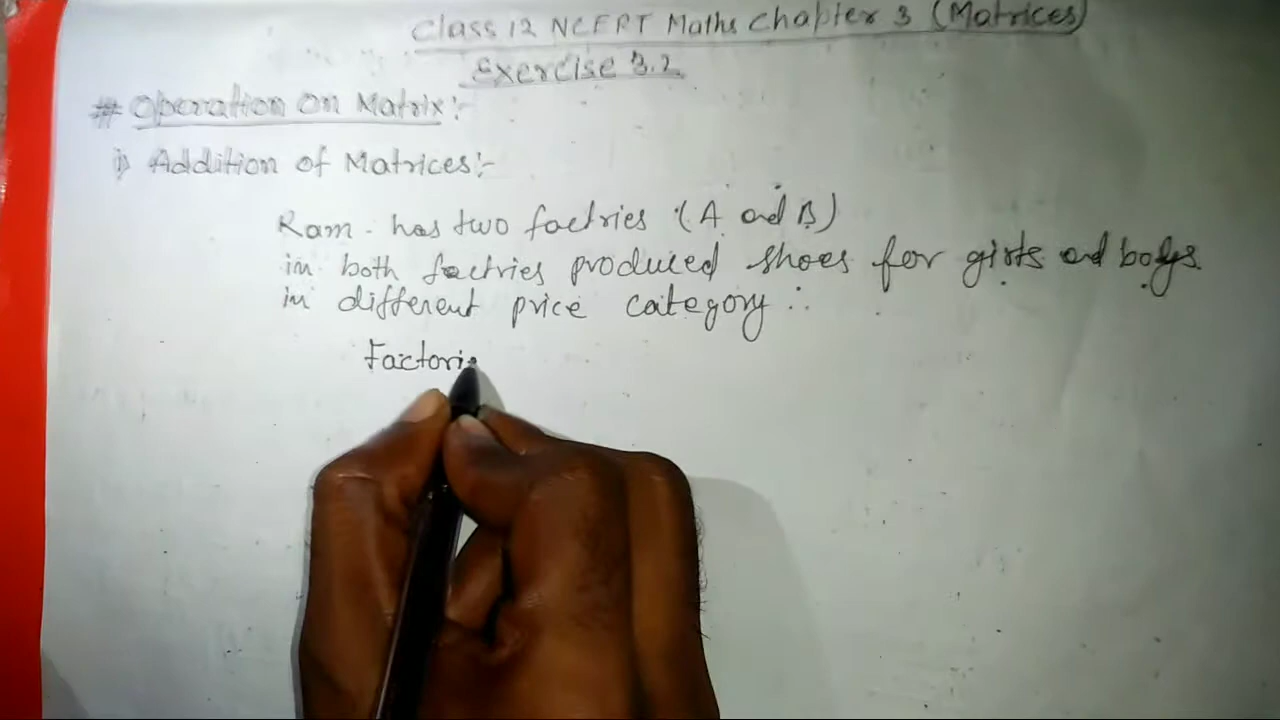 Class 12 NCERT Maths Chapter 3 (Matrices)
Exercise 3.2
# Operation On Matrix:-
i) Addition of Matrices:-
Ram - has two factries (A and B)
in both factries produced shoes for girls and boys
in different price category :
Factori